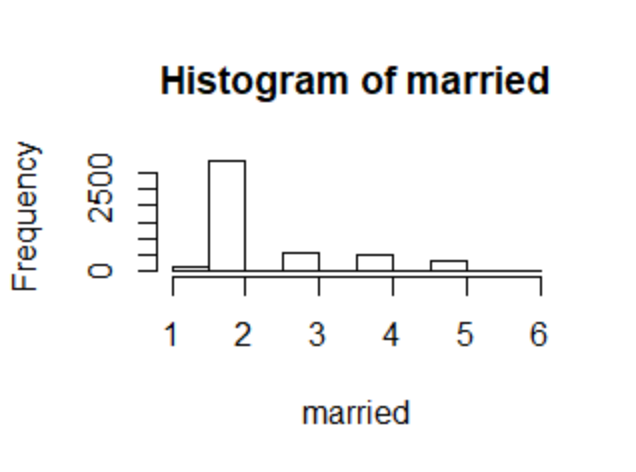 Histogram of married
Frequency
2500
0
1 2 3 4 5 6
married